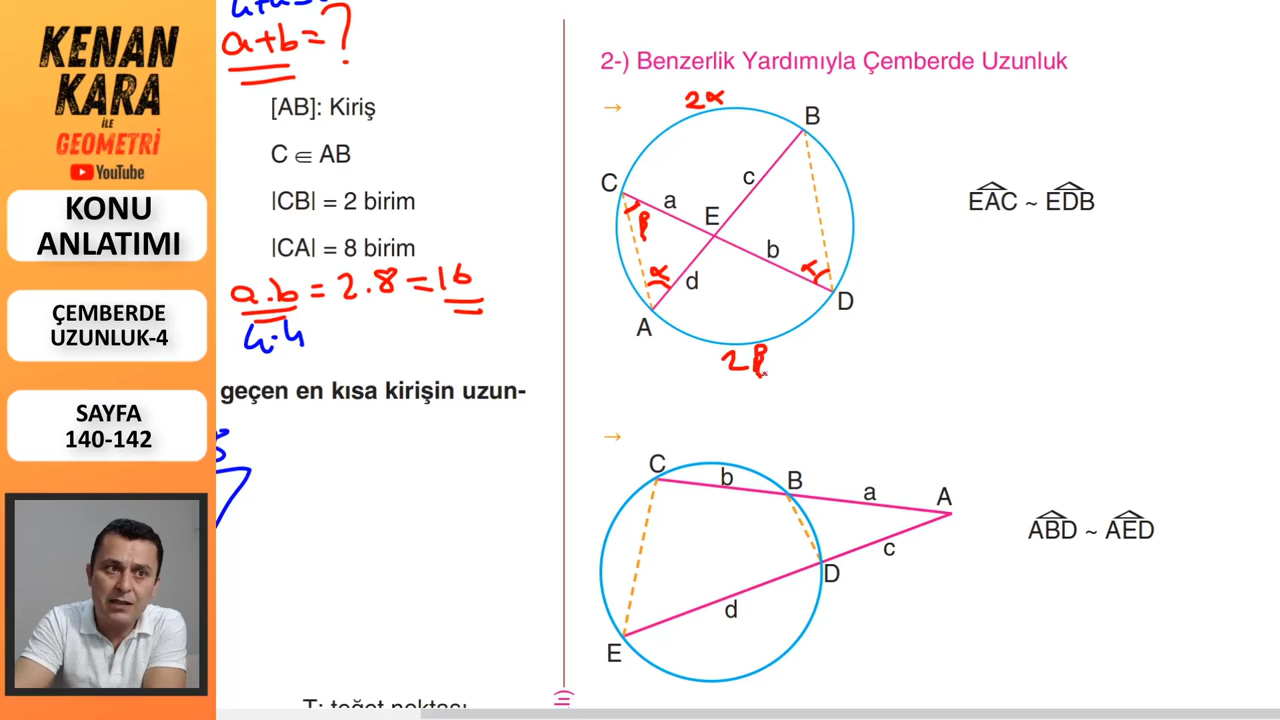 KENAN
KARA
İLE
GEOMETRİ
YouTube
KONU
ANLATIMI
ÇEMBERDE
UZUNLUK-4
SAYFA
140-142
a+b=?
[AB]: Kiriş
C ∈ AB
|CB| = 2 birim
|CA| = 8 birim
a.b = 2.8 = 16
4.4
geçen en kısa kirişin uzun-
T: teğet noktası
2-) Benzerlik Yardımıyla Çemberde Uzunluk
→
2α
B
C
a
c
E
β
α
d
b
α
A
D
2β
EAC ~ EDB
→
C
b
B
a
A
c
D
d
E
ABD ~ AED